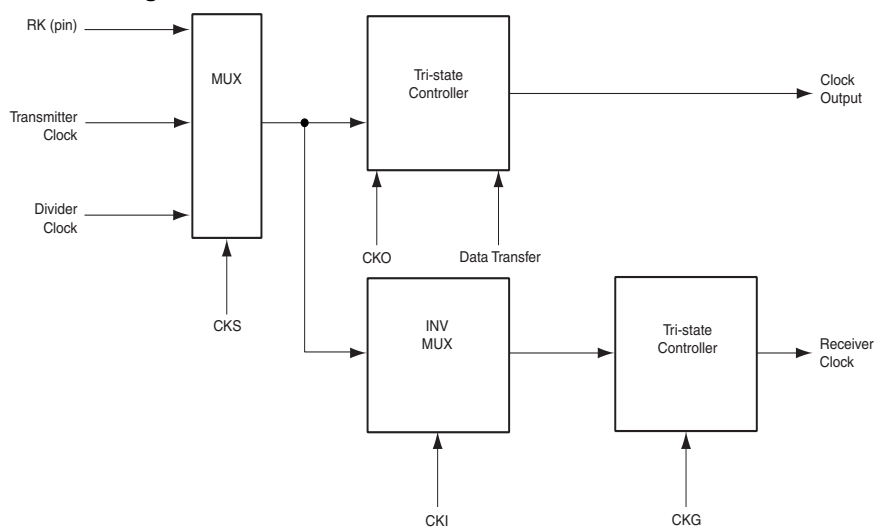 RK (pin)
MUX
Tri-state
Controller
Clock
Output
Transmitter
Clock
Divider
Clock
CKO
Data Transfer
CKS
INV
MUX
Tri-state
Controller
Receiver
Clock
CKI
CKG